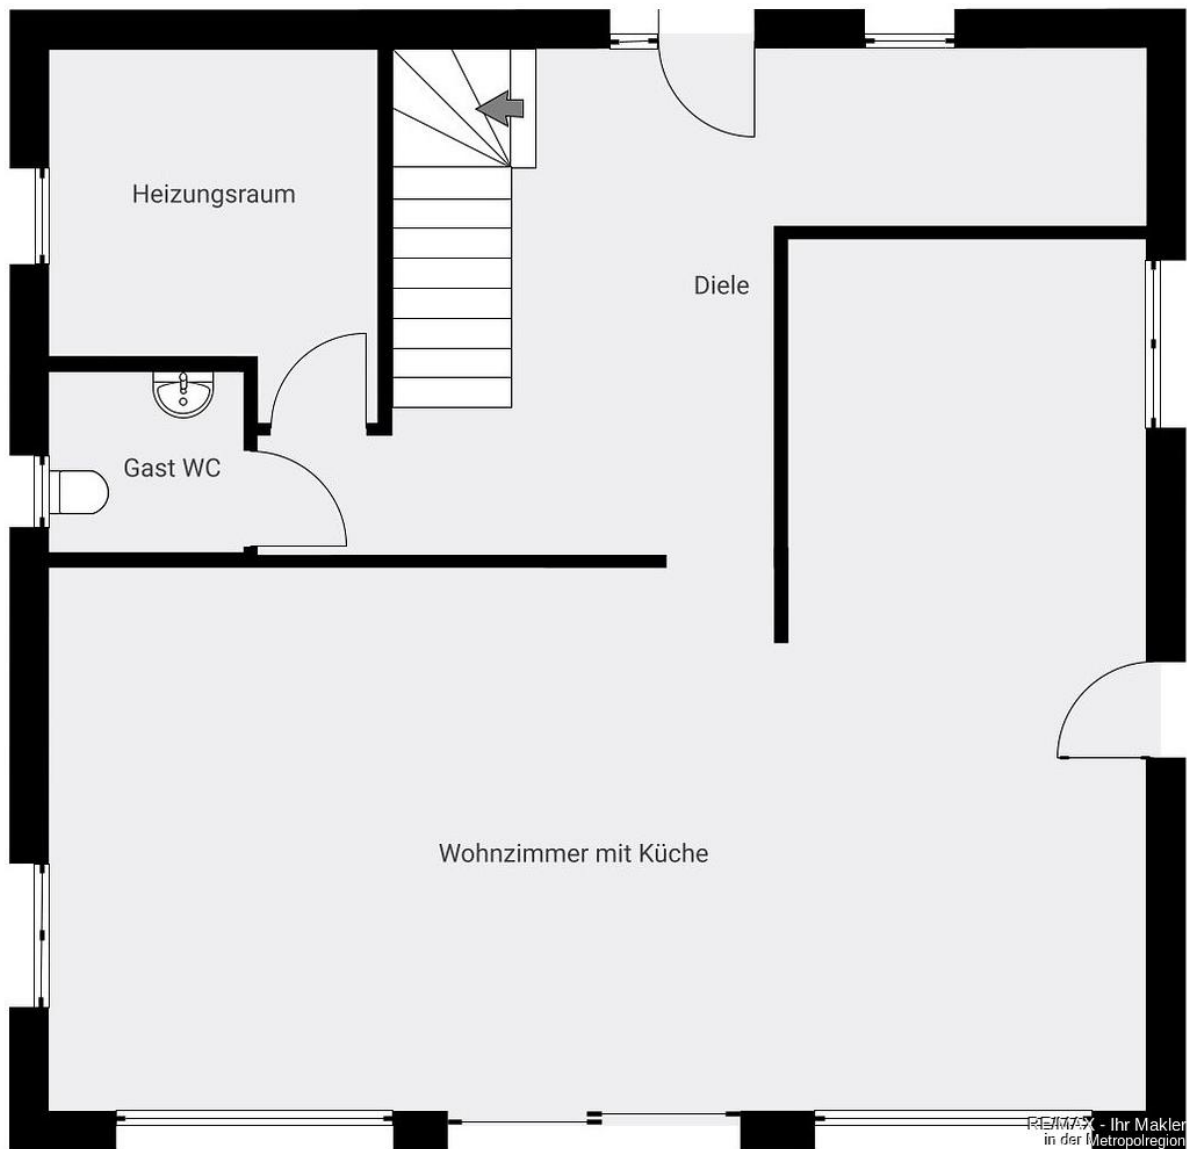 Heizungsraum
Diele
Gast WC
Wohnzimmer mit Küche
RE/MAX - Ihr Makler
in der Metropolregion